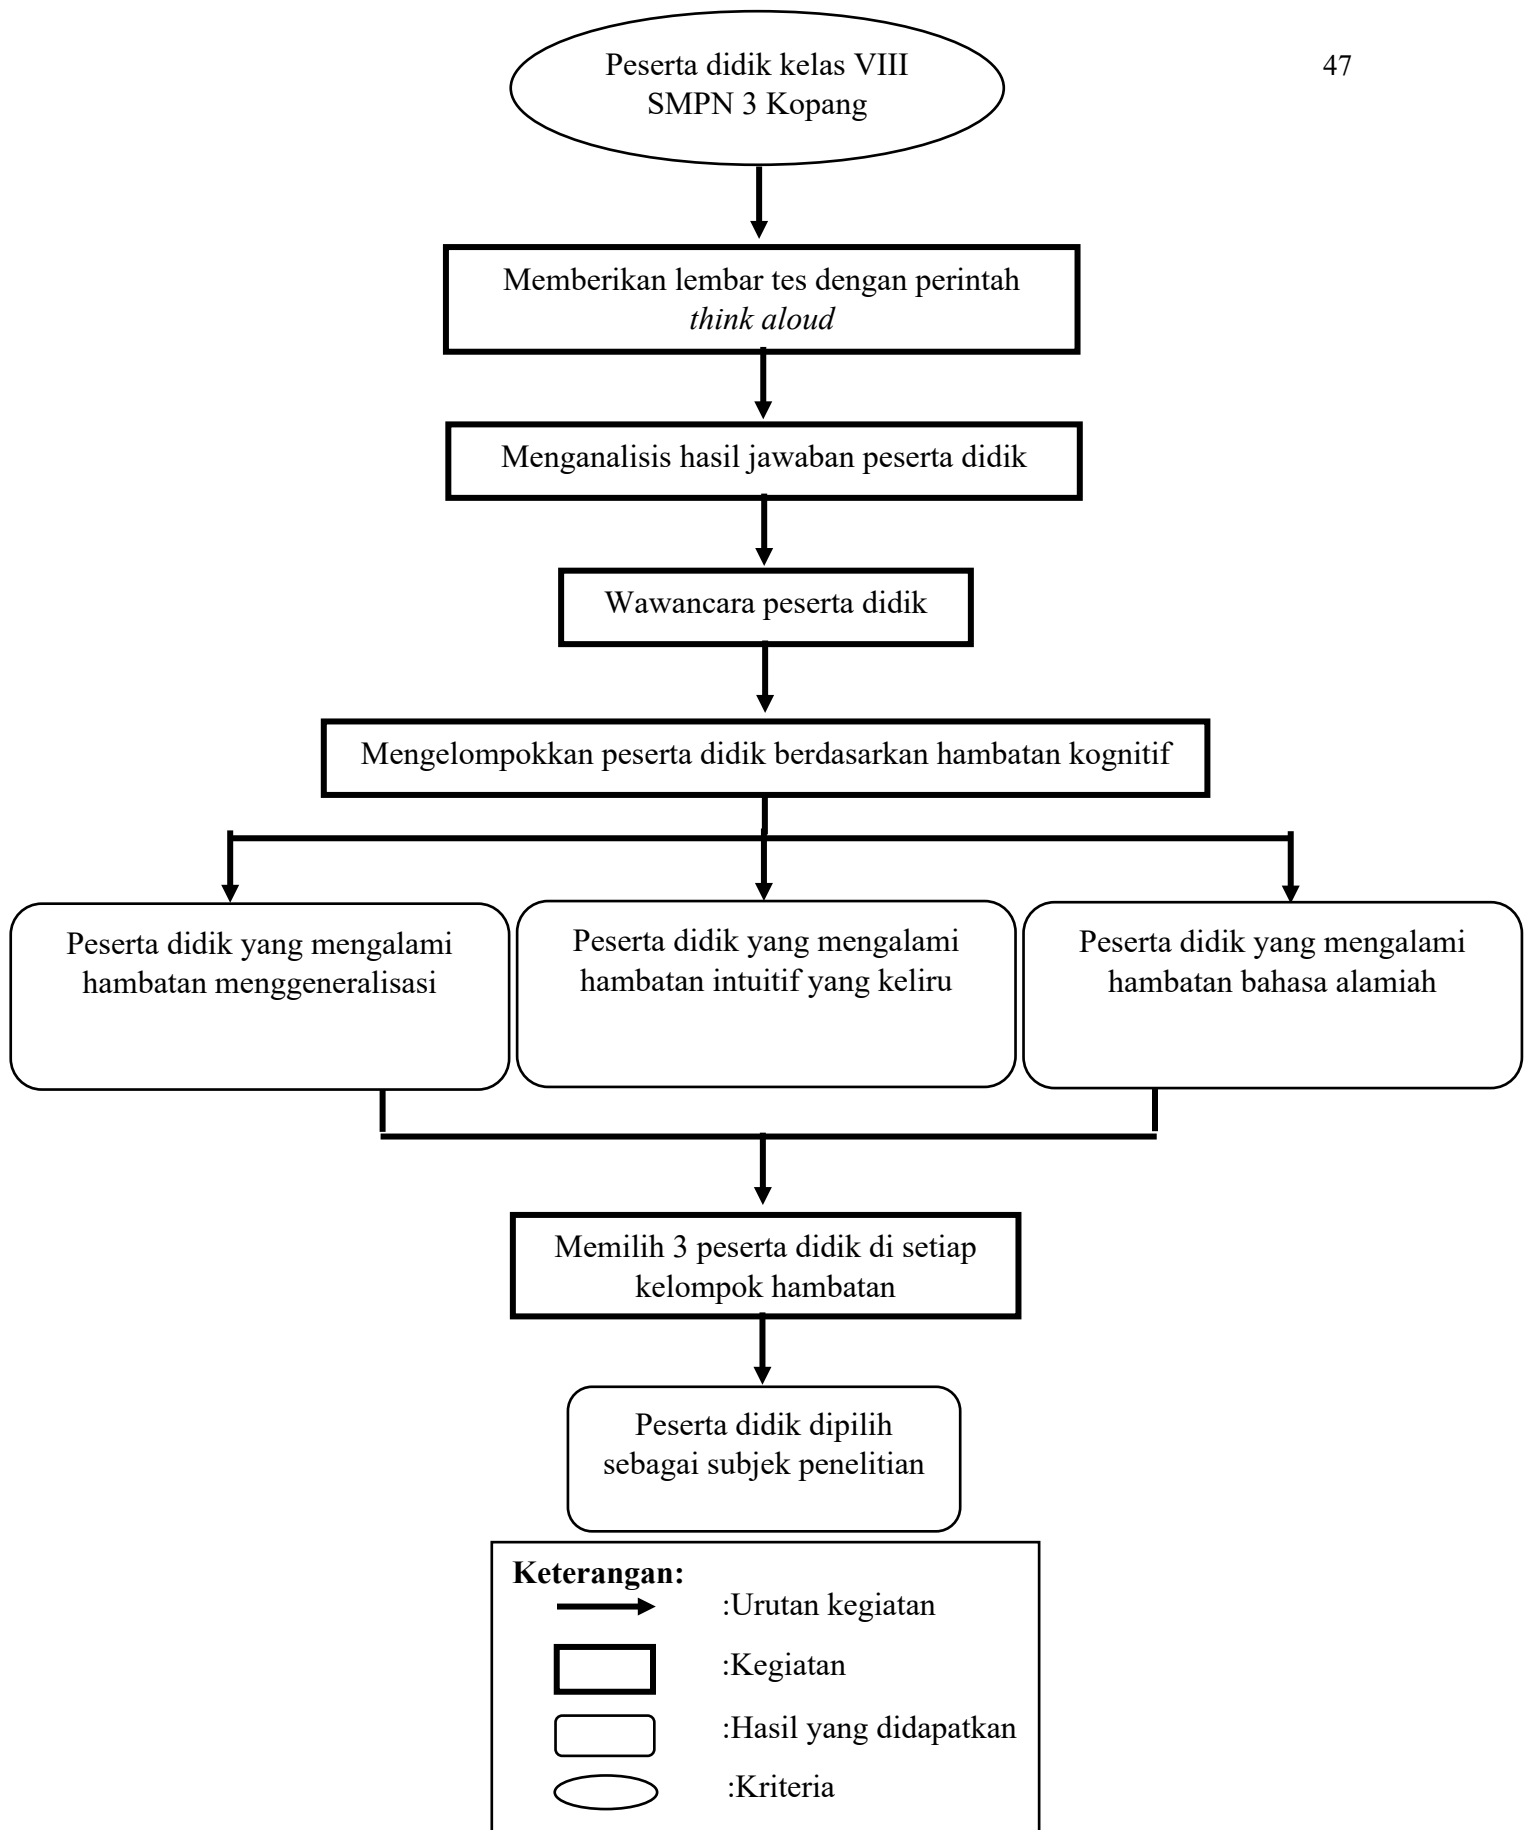 47
Peserta didik kelas VIII
SMPN 3 Kopang
Memberikan lembar tes dengan perintah
think aloud
Menganalisis hasil jawaban peserta didik
Wawancara peserta didik
Mengelompokkan peserta didik berdasarkan hambatan kognitif
Peserta didik yang mengalami
hambatan menggeneralisasi
Peserta didik yang mengalami
hambatan intuitif yang keliru
Peserta didik yang mengalami
hambatan bahasa alamiah
Memilih 3 peserta didik di setiap
kelompok hambatan
Peserta didik dipilih
sebagai subjek penelitian
Keterangan:
:Urutan kegiatan
:Kegiatan
:Hasil yang didapatkan
:Kriteria